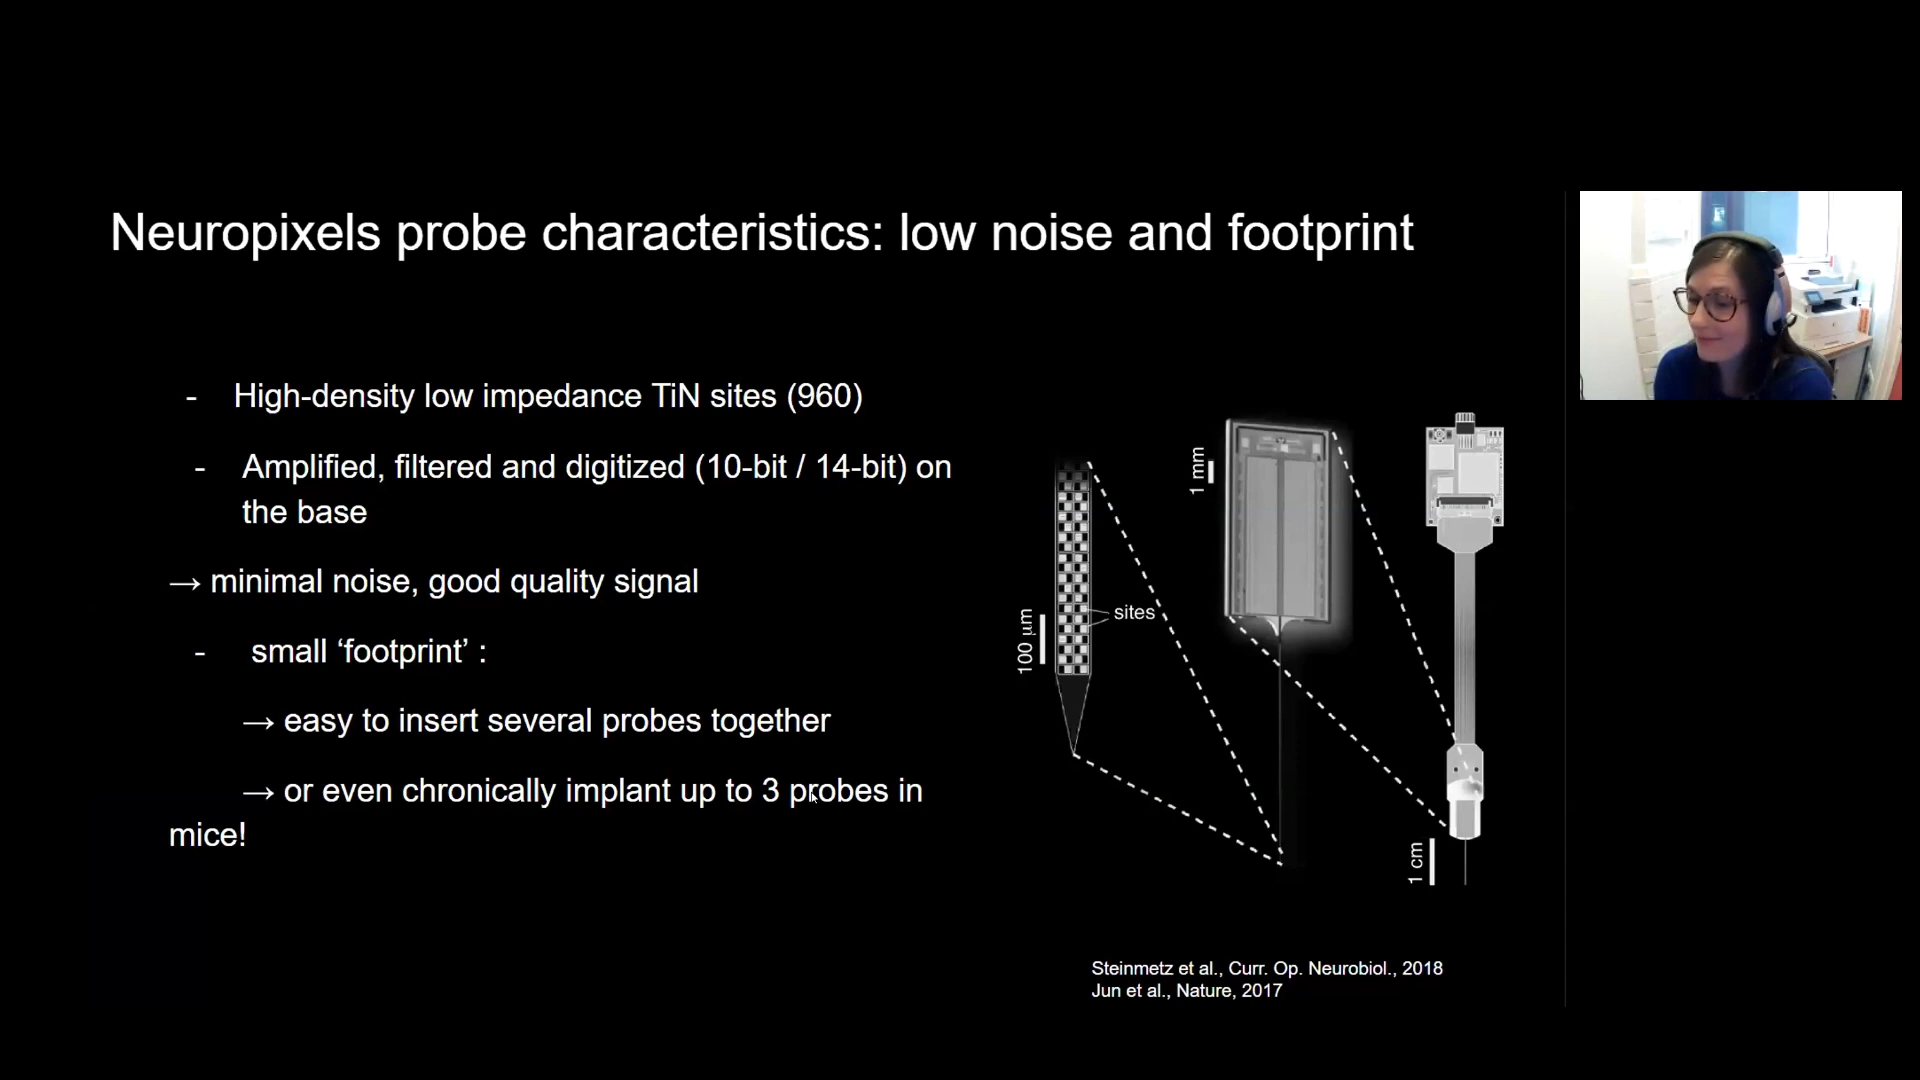 Neuropixels probe characteristics: low noise and footprint
- High-density low impedance TiN sites (960)
- Amplified, filtered and digitized (10-bit / 14-bit) on
the base
→ minimal noise, good quality signal
- small ‘footprint’ :
→ easy to insert several probes together
→ or even chronically implant up to 3 probes in
mice!
100 µm
sites
1 mm
1 cm
Steinmetz et al., Curr. Op. Neurobiol., 2018
Jun et al., Nature, 2017